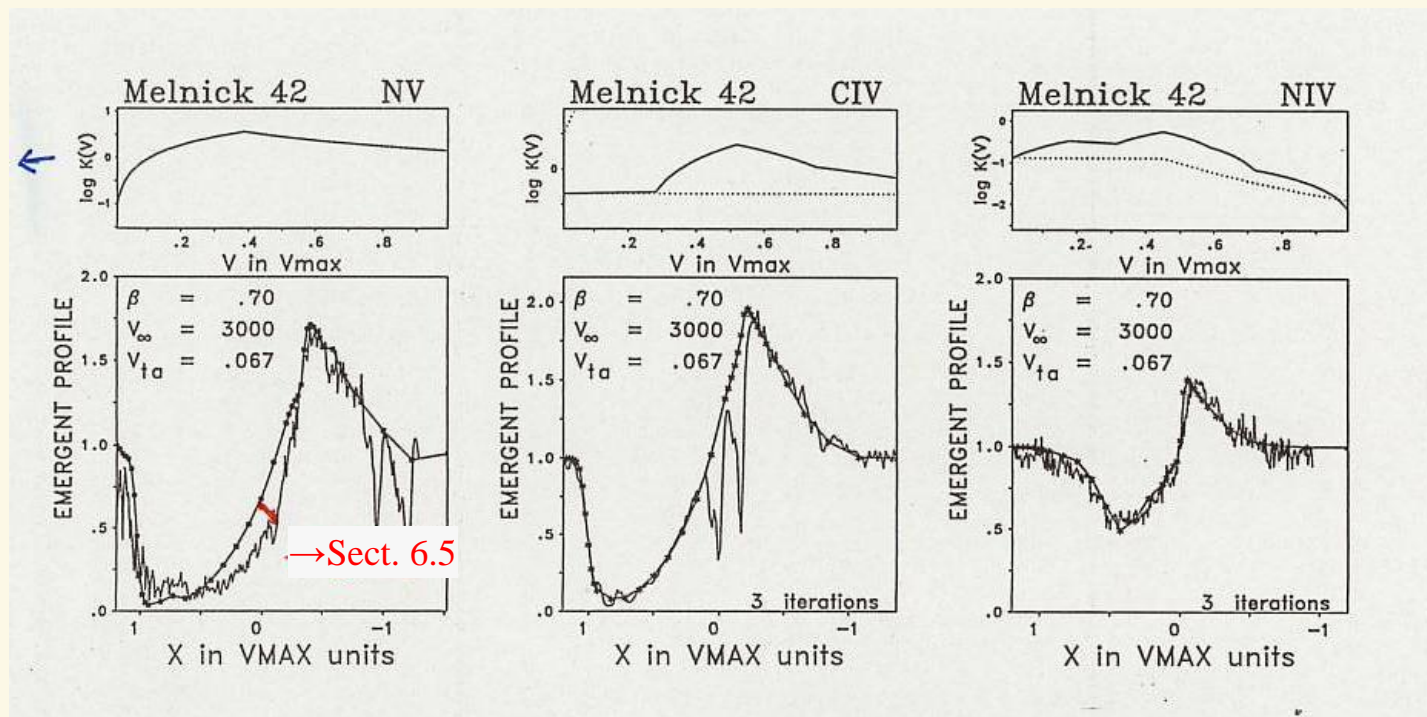 Melnick 42 NV
log K(V)
1
0
-1
.2 .4 .6 .8
V in Vmax
EMERGENT PROFILE
2.0
1.5
1.0
.5
.0
β = .70
V∞ = 3000
Vta = .067
→Sect. 6.5
1 0 -1
X in VMAX units
Melnick 42 CIV
log K(V)
0
.2 .4 .6 .8
V in Vmax
EMERGENT PROFILE
2.0
1.5
1.0
.5
.0
β = .70
V∞ = 3000
Vta = .067
3 iterations
1 0 -1
X in VMAX units
Melnick 42 NIV
log K(V)
0
-1
-2
.2 .4 .6 .8
V in Vmax
EMERGENT PROFILE
2.0
1.5
1.0
.5
.0
β = .70
V∞ = 3000
Vta = .067
3 iterations
1 0 -1
X in VMAX units